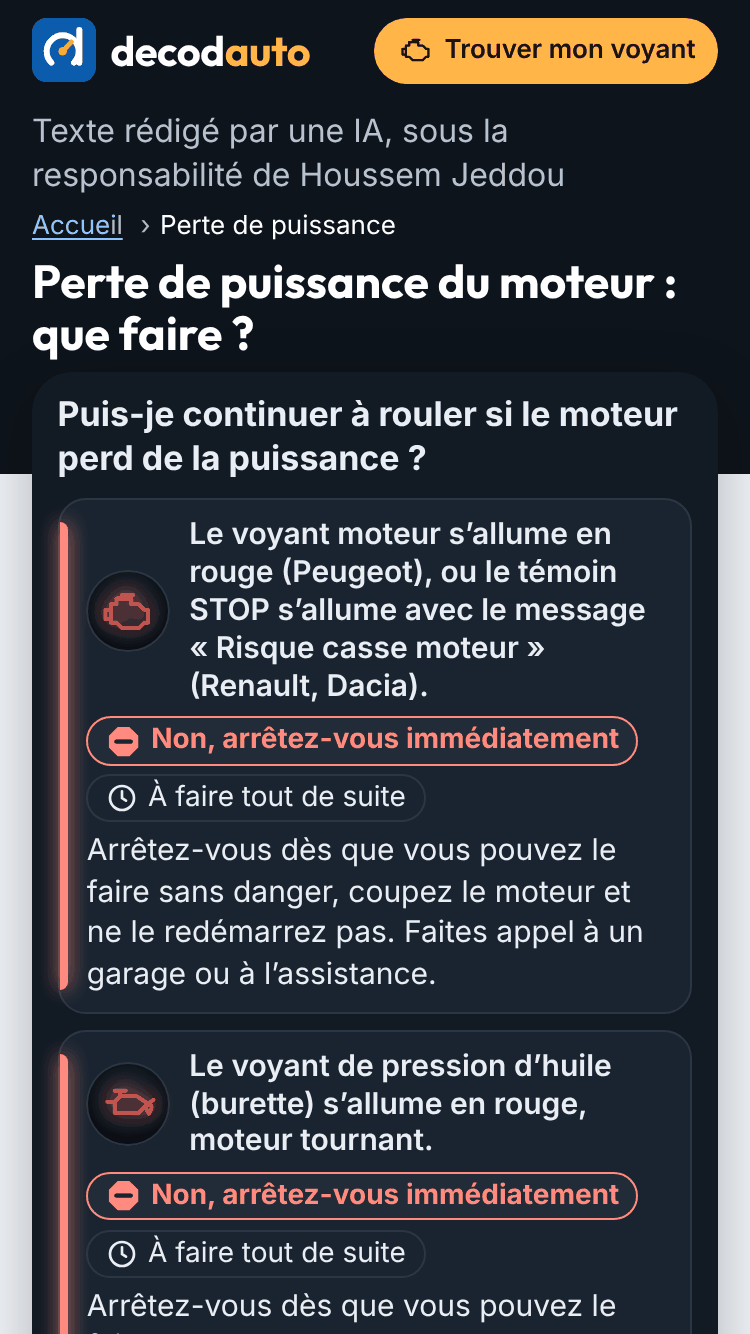 decodauto
Trouver mon voyant
Texte rédigé par une IA, sous la
responsabilité de Houssem Jeddou
Accueil › Perte de puissance
Perte de puissance du moteur :
que faire ?
Puis-je continuer à rouler si le moteur
perd de la puissance ?
Le voyant moteur s’allume en
rouge (Peugeot), ou le témoin
STOP s’allume avec le message
« Risque casse moteur »
(Renault, Dacia).
Non, arrêtez-vous immédiatement
À faire tout de suite
Arrêtez-vous dès que vous pouvez le
faire sans danger, coupez le moteur et
ne le redémarrez pas. Faites appel à un
garage ou à l’assistance.
Le voyant de pression d’huile
(burette) s’allume en rouge,
moteur tournant.
Non, arrêtez-vous immédiatement
À faire tout de suite
Arrêtez-vous dès que vous pouvez le